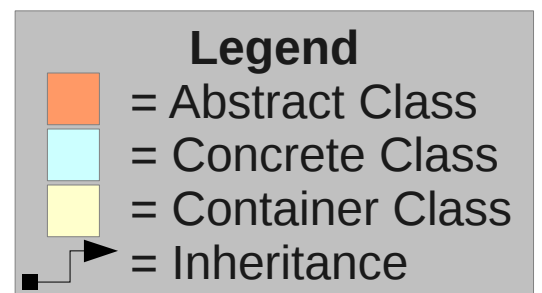 Legend
= Abstract Class
= Concrete Class
= Container Class
= Inheritance